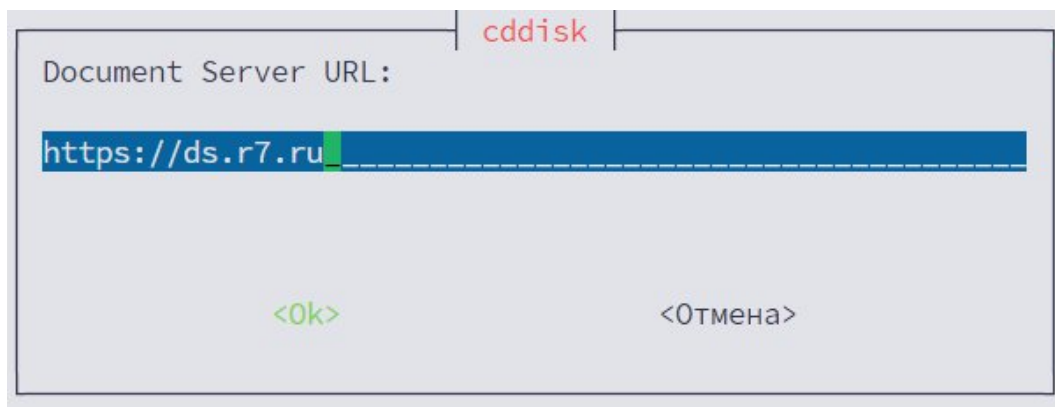 cddisk
Document Server URL:
https://ds.r7.ru
<Ok> <Отмена>